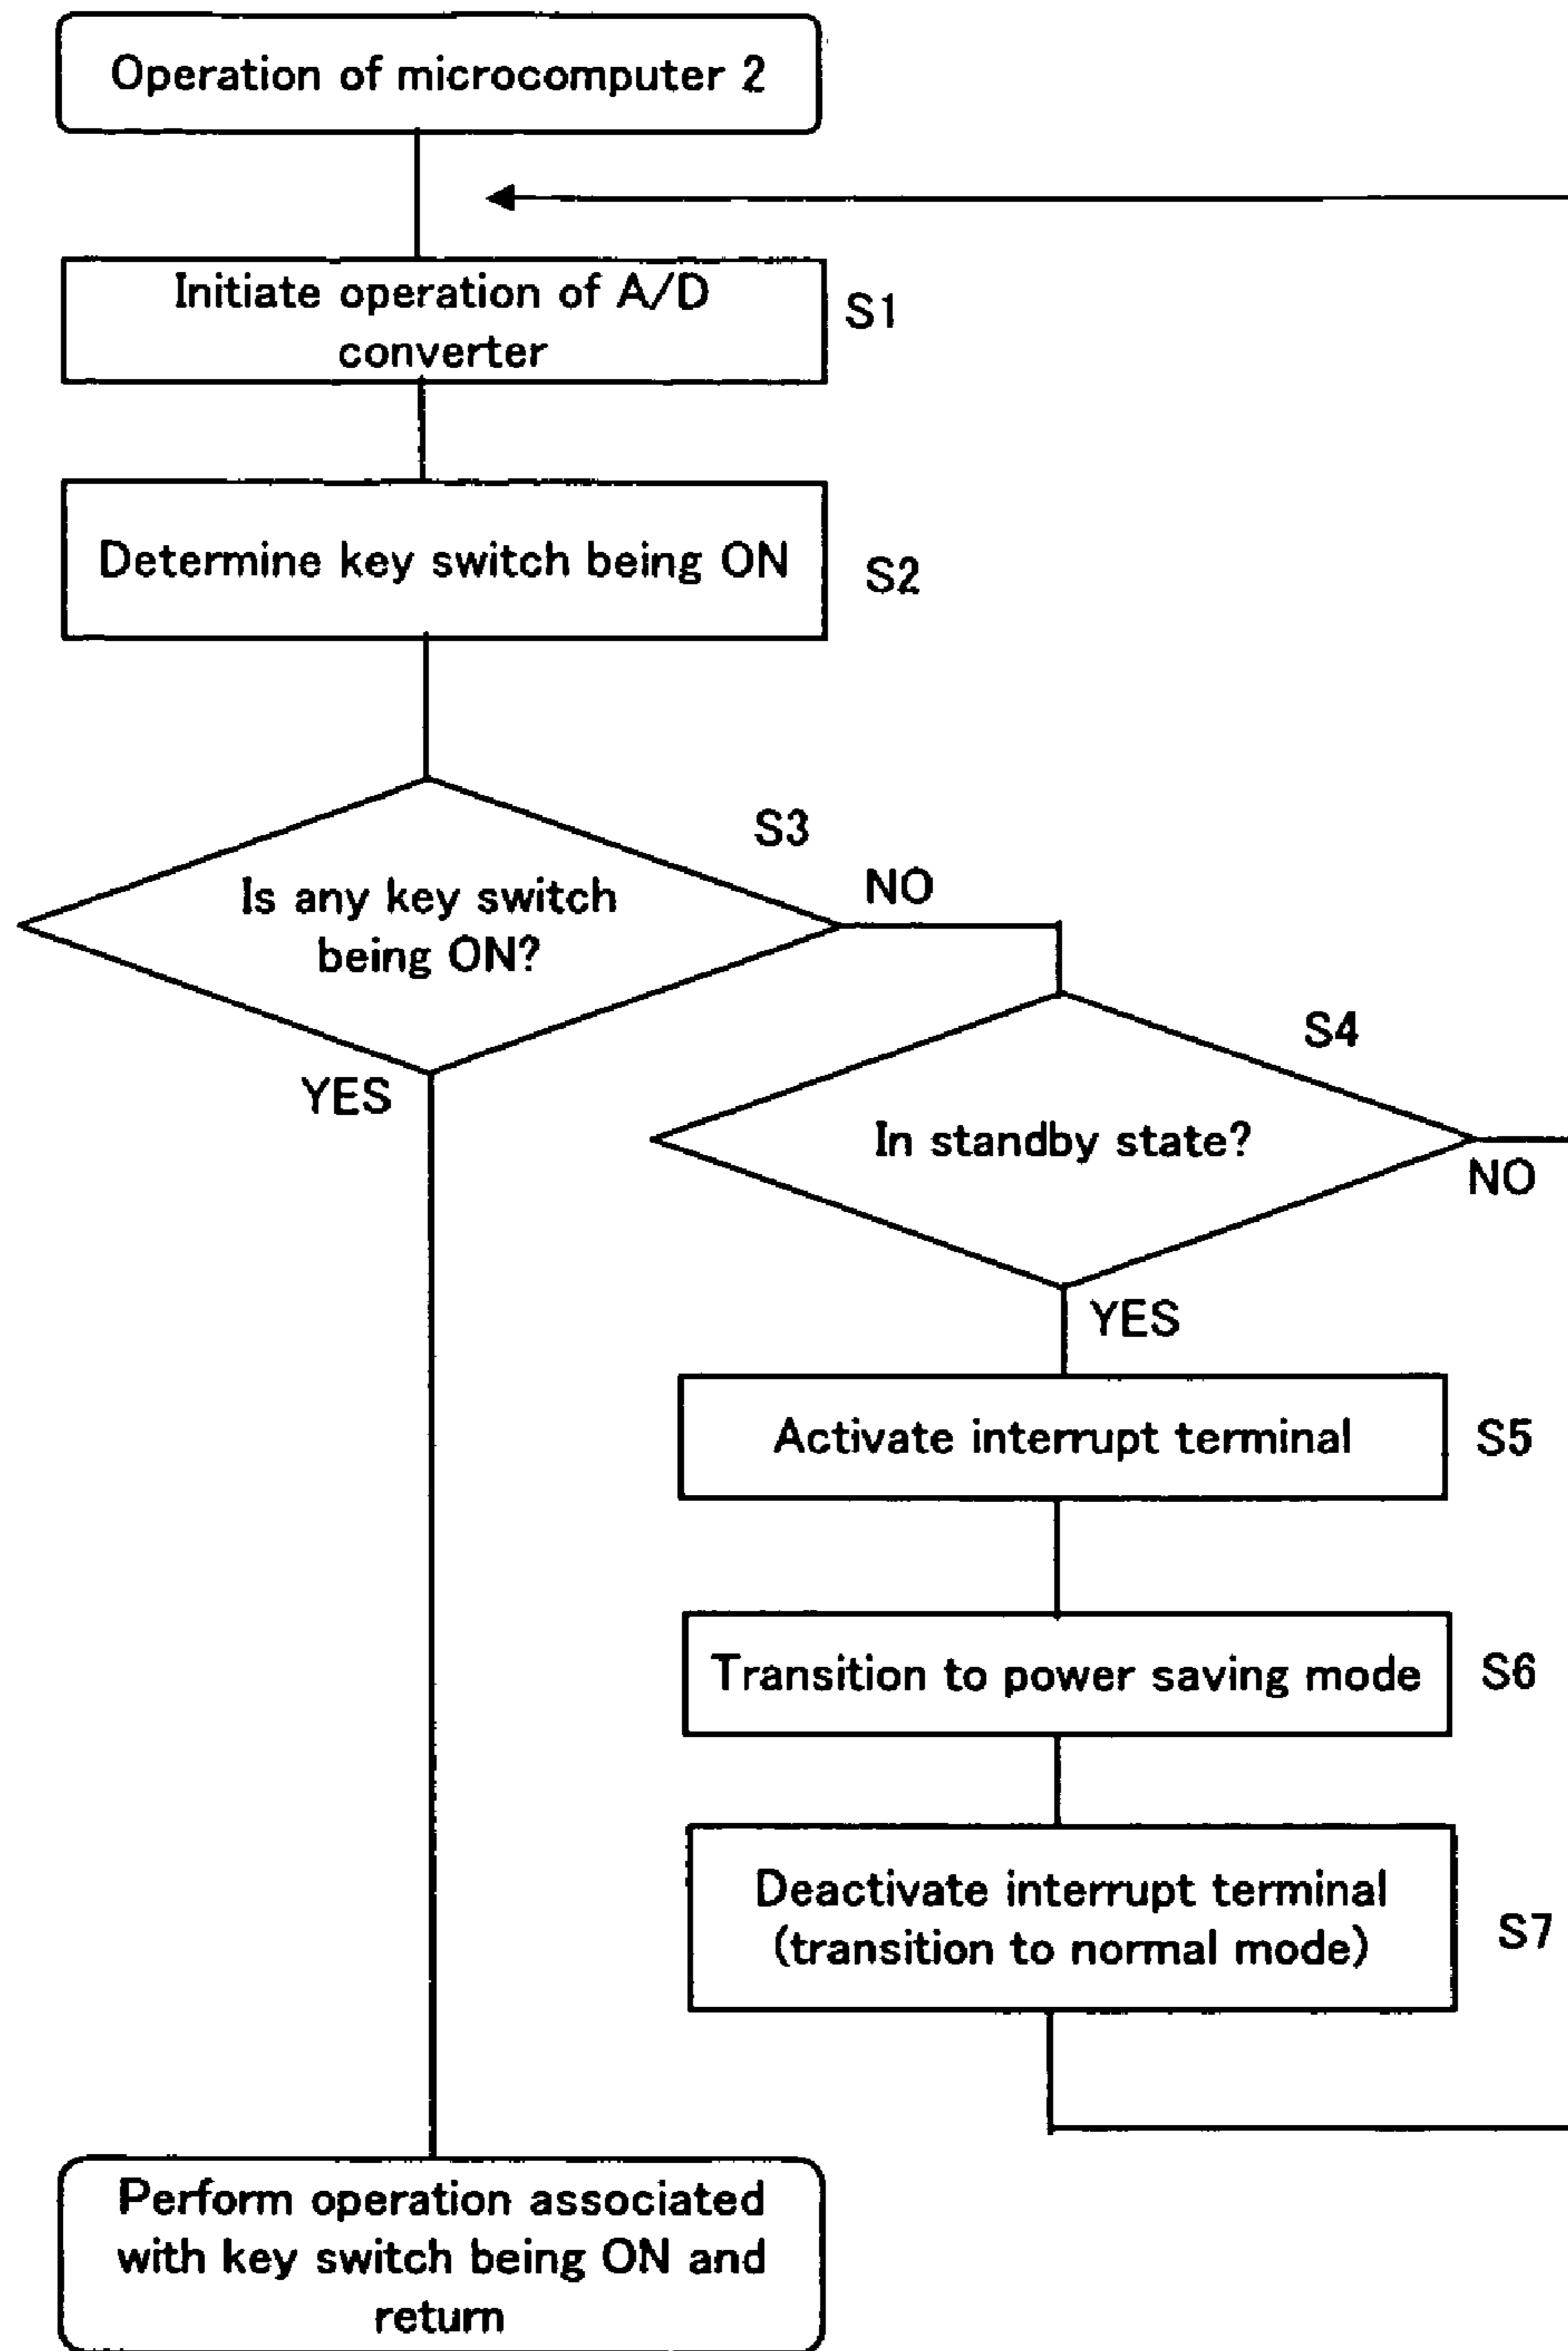 Operation of microcomputer 2
Initiate operation of A/D
converter
S1
Determine key switch being ON
S2
S3
Is any key switch
being ON?
NO
YES
S4
In standby state?
NO
YES
Activate interrupt terminal
S5
Transition to power saving mode
S6
Deactivate interrupt terminal
(transition to normal mode)
S7
Perform operation associated
with key switch being ON and
return